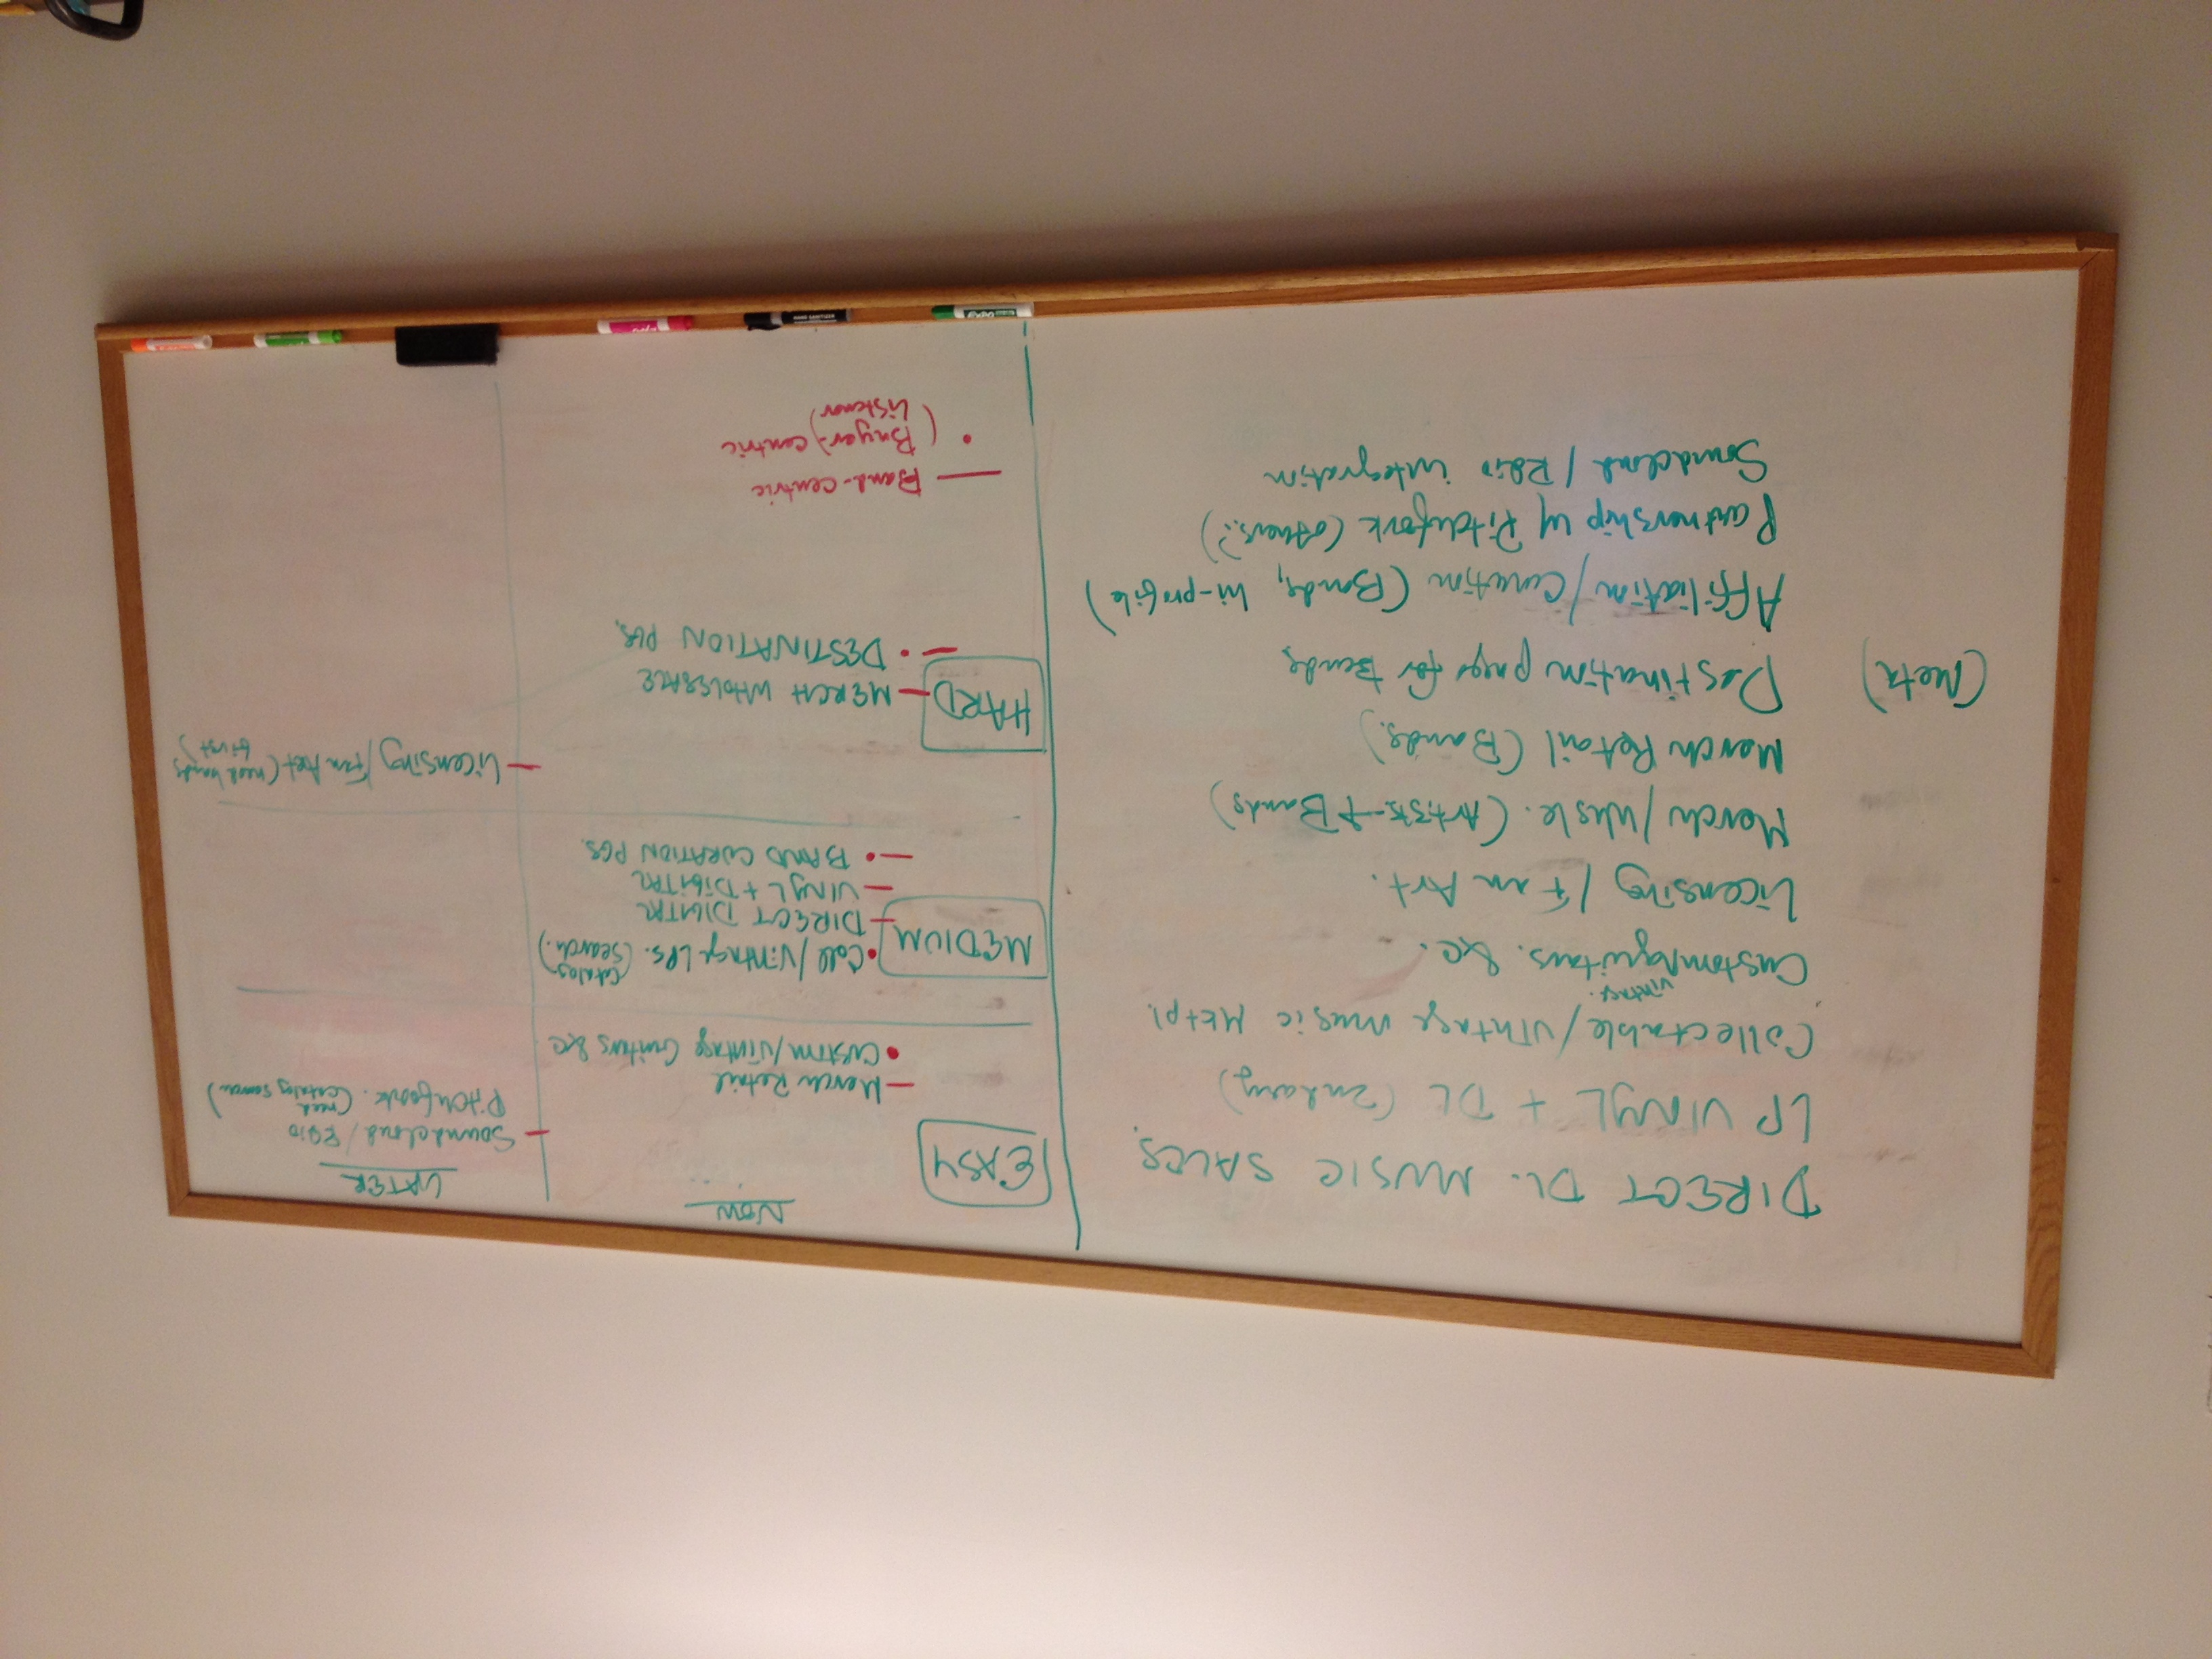 DIRECT DL. MUSIC SALES.
LP VINYL + DL (2ndary)
Collectable/vintage music Mktpl.
vintage.
Custom guitars. &c.
Licensing / Fan Art.
Merch/Whsle. (Artists → Bands)
Merch Retail (Bands.)
(Meta) Destination pages for Bands
Affiliation/Curation (Bands, hi-profile)
Partnership w/ Pitchfork (others?)
Soundcloud / Rdio integration
NOW
EASY
— Merch Retail
• Custom/Vintage Guitars &c
MEDIUM
• Coll/Vintage LPs. (Catalog
Search.)
— DIRECT DIGITAL
— VINYL + DIGITAL
— • BAND CURATION PGS.
HARD
— MERCH WHOLESALE
— • DESTINATION PGS.
— Band-centric
• (Buyer-) centric
Listener)
LATER
— Soundcloud / Rdio
Pitchfork. (need
catalog search)
— Licensing/Fan Art (need bands
first)
EXPO